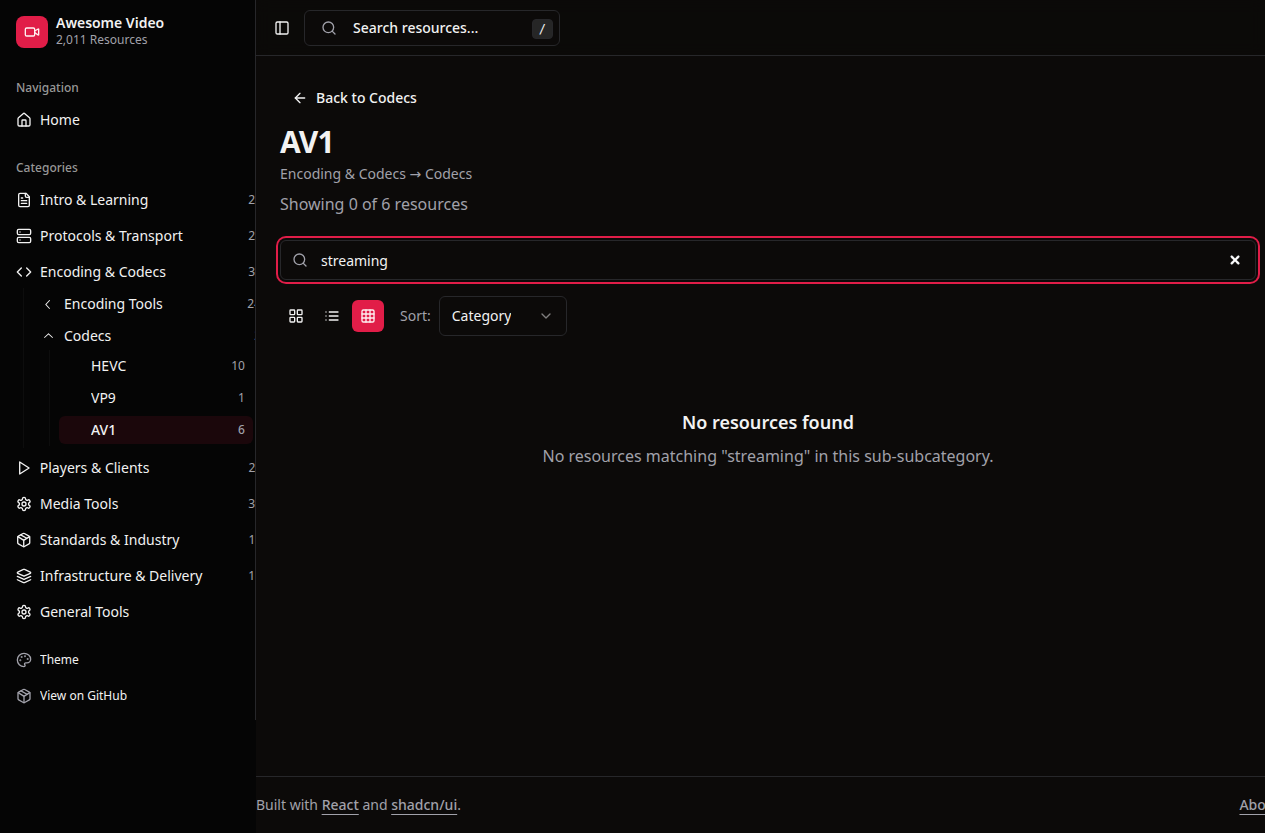 Awesome Video
2,011 Resources
Navigation
Home
Categories
Intro & Learning 2
Protocols & Transport 2
Encoding & Codecs 3
Encoding Tools 2
Codecs
HEVC 10
VP9 1
AV1 6
Players & Clients 2
Media Tools 3
Standards & Industry 1
Infrastructure & Delivery 1
General Tools
Theme
View on GitHub
Search resources... /
Back to Codecs
AV1
Encoding & Codecs → Codecs
Showing 0 of 6 resources
streaming
Sort: Category
No resources found
No resources matching "streaming" in this sub-subcategory.
Built with React and shadcn/ui.
Abo